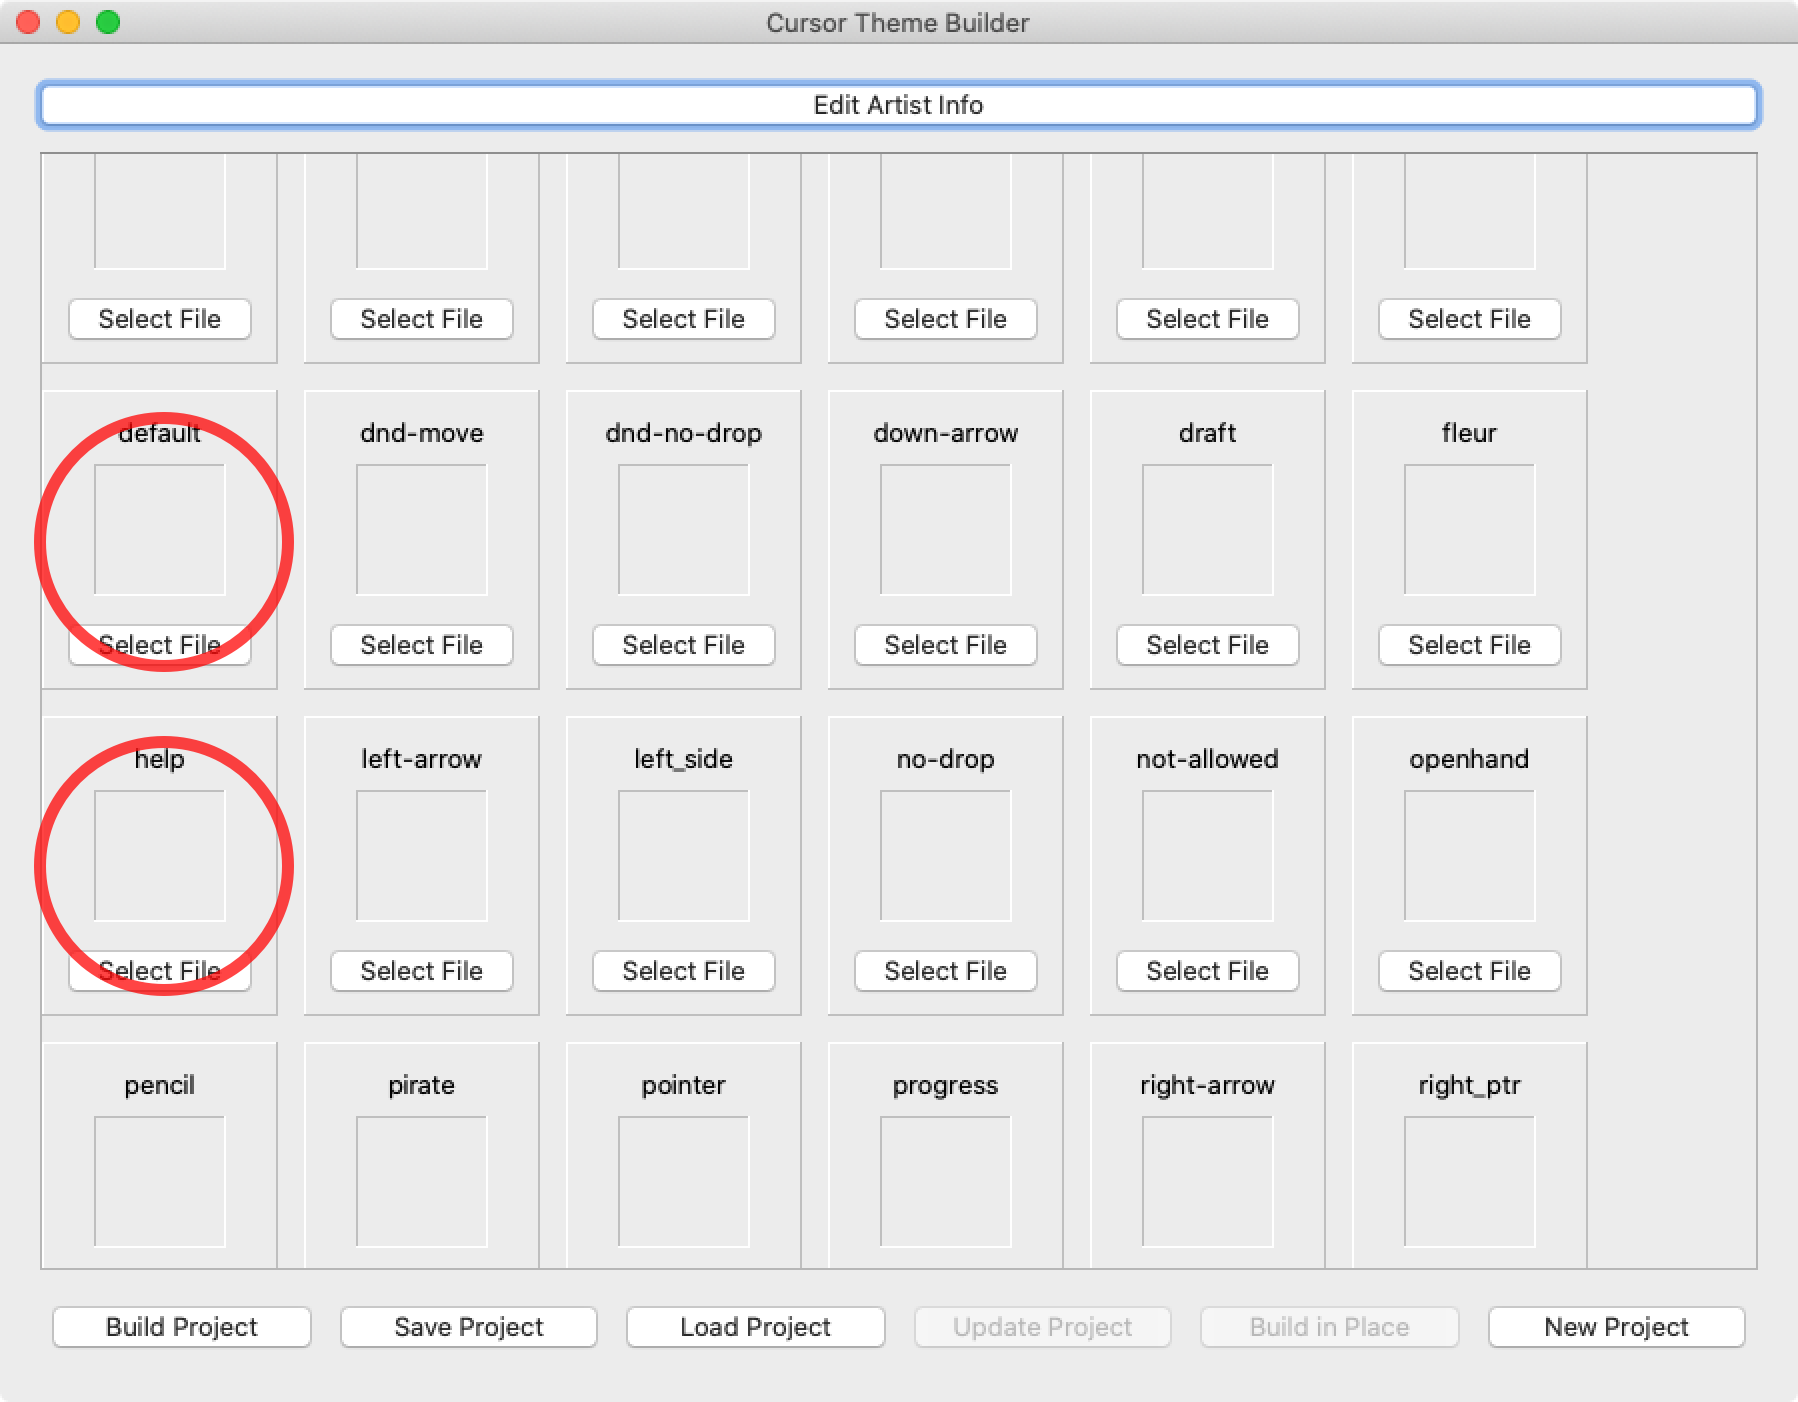 Cursor Theme Builder
Edit Artist Info
Select File Select File Select File Select File Select File Select File
default dnd-move dnd-no-drop down-arrow draft fleur
Select File Select File Select File Select File Select File Select File
help left-arrow left_side no-drop not-allowed openhand
Select File Select File Select File Select File Select File Select File
pencil pirate pointer progress right-arrow right_ptr
Build Project Save Project Load Project Update Project Build in Place New Project